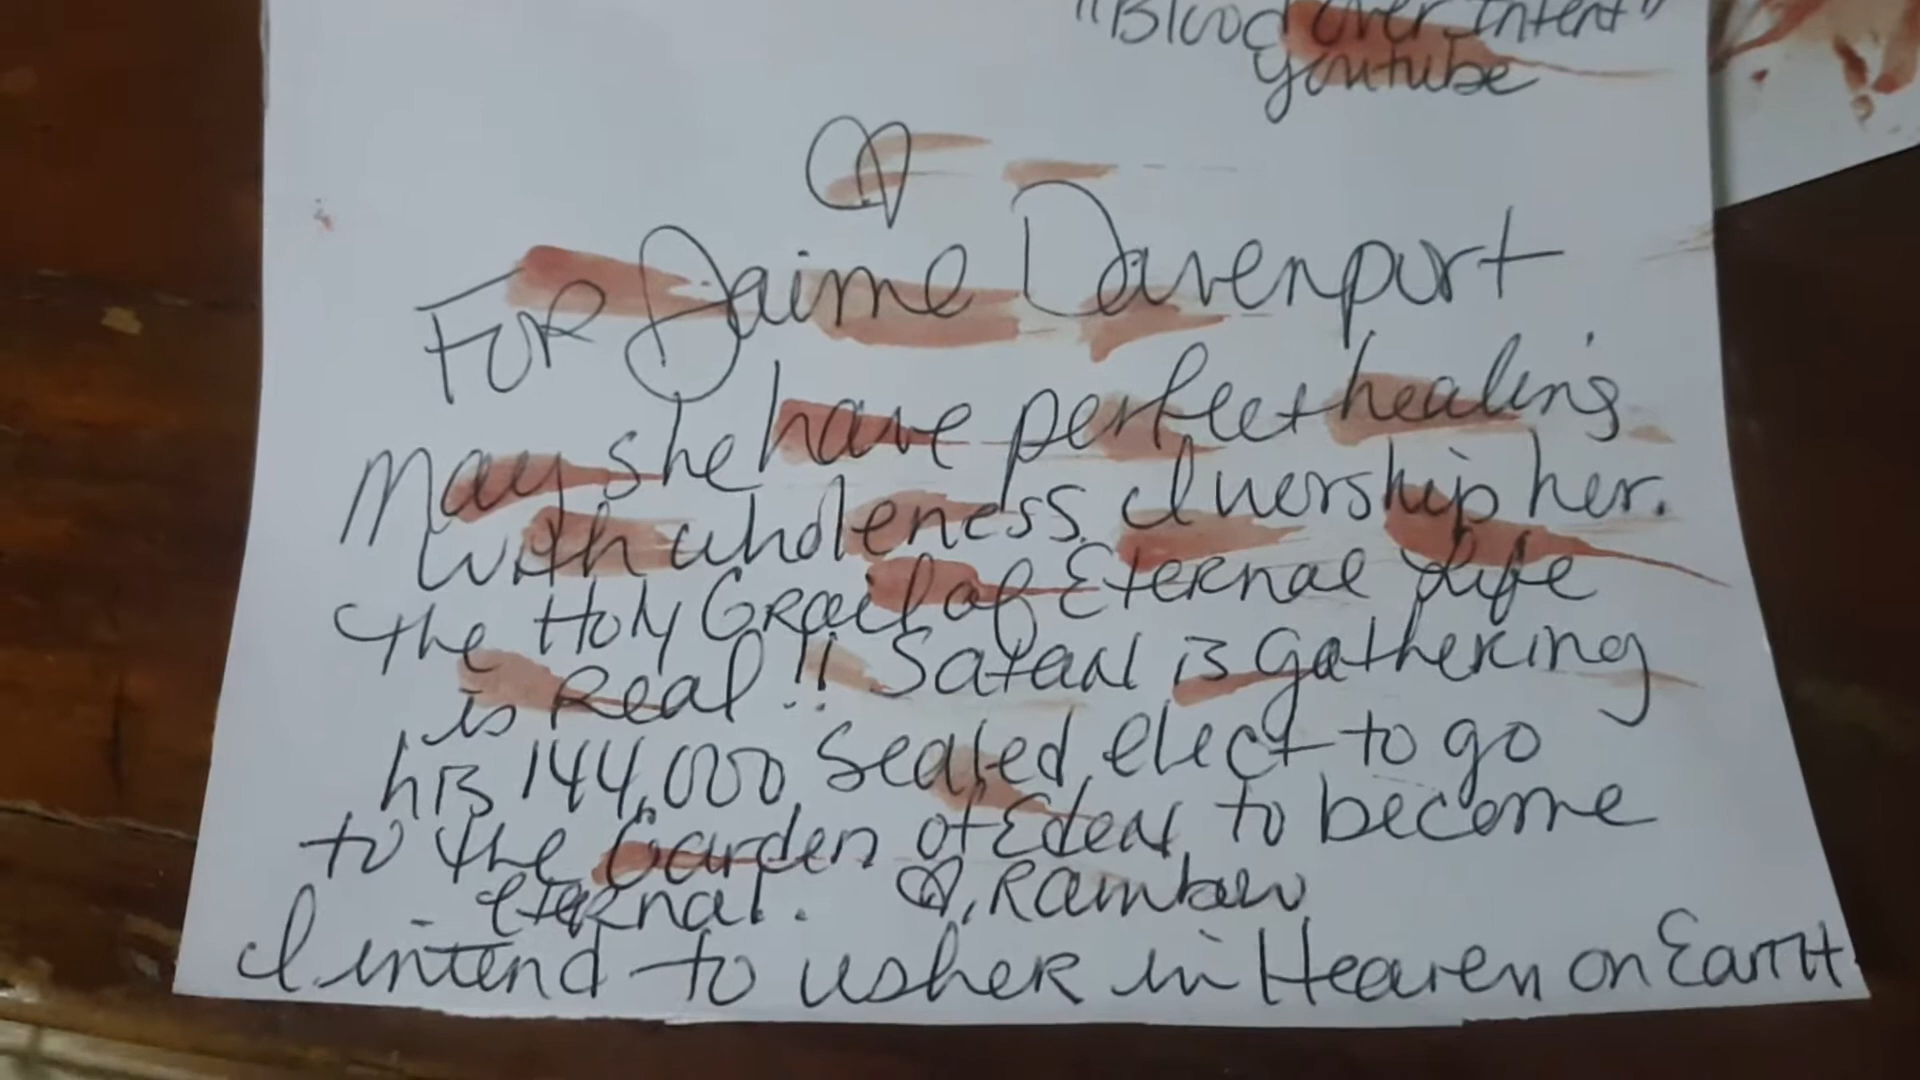 "Blood Over Intent"
Youtube
For Jaime Davenport
May she have perfect healing
with wholeness. I worship her.
The Holy Grail of Eternal Life
is Real!! Satan is gathering
his 144,000 Sealed, elect to go
to the Garden of Eden, to become
eternal. Rainbow
I intend to usher in Heaven on Earth